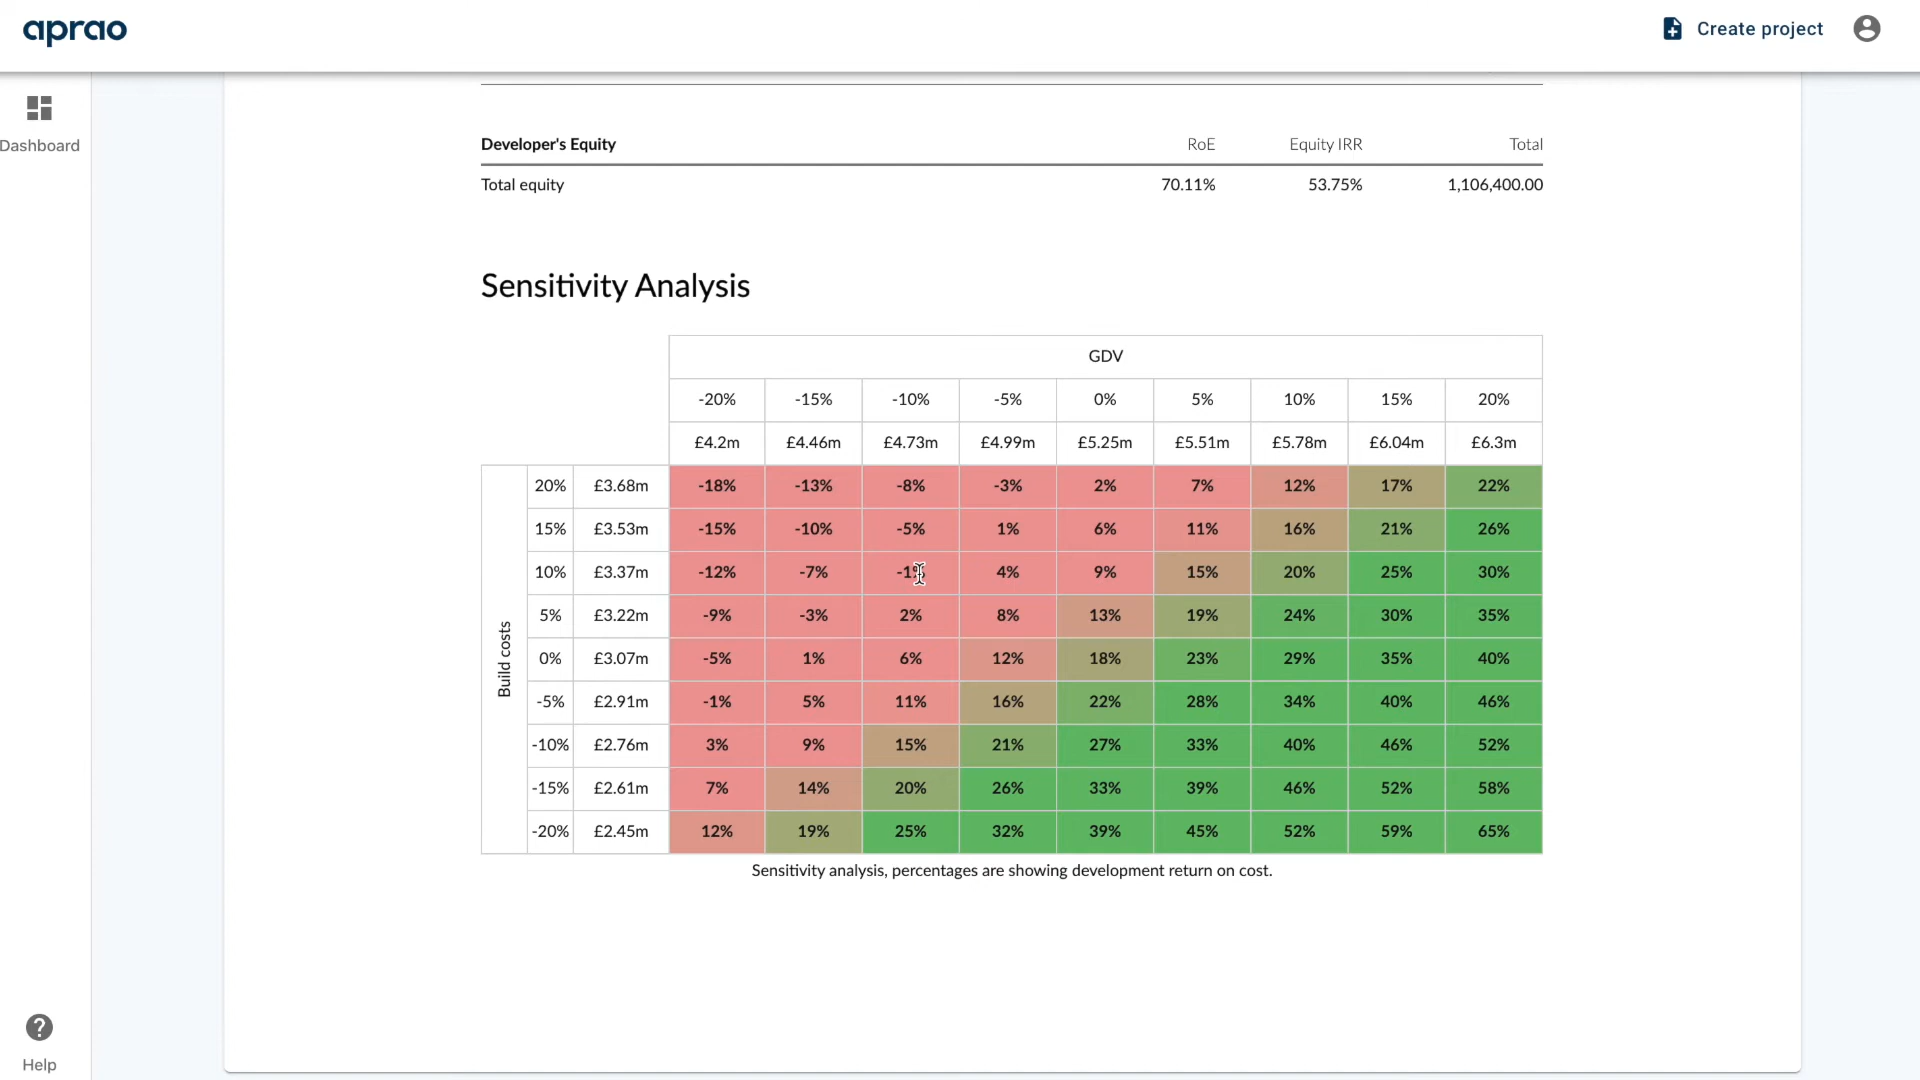 aprao
Create project
Dashboard
Developer's Equity RoE Equity IRR Total
Total equity 70.11% 53.75% 1,106,400.00
Sensitivity Analysis
GDV
-20% -15% -10% -5% 0% 5% 10% 15% 20%
£4.2m £4.46m £4.73m £4.99m £5.25m £5.51m £5.78m £6.04m £6.3m
Build costs
20% £3.68m -18% -13% -8% -3% 2% 7% 12% 17% 22%
15% £3.53m -15% -10% -5% 1% 6% 11% 16% 21% 26%
10% £3.37m -12% -7% -1% 4% 9% 15% 20% 25% 30%
5% £3.22m -9% -3% 2% 8% 13% 19% 24% 30% 35%
0% £3.07m -5% 1% 6% 12% 18% 23% 29% 35% 40%
-5% £2.91m -1% 5% 11% 16% 22% 28% 34% 40% 46%
-10% £2.76m 3% 9% 15% 21% 27% 33% 40% 46% 52%
-15% £2.61m 7% 14% 20% 26% 33% 39% 46% 52% 58%
-20% £2.45m 12% 19% 25% 32% 39% 45% 52% 59% 65%
Sensitivity analysis, percentages are showing development return on cost.
Help